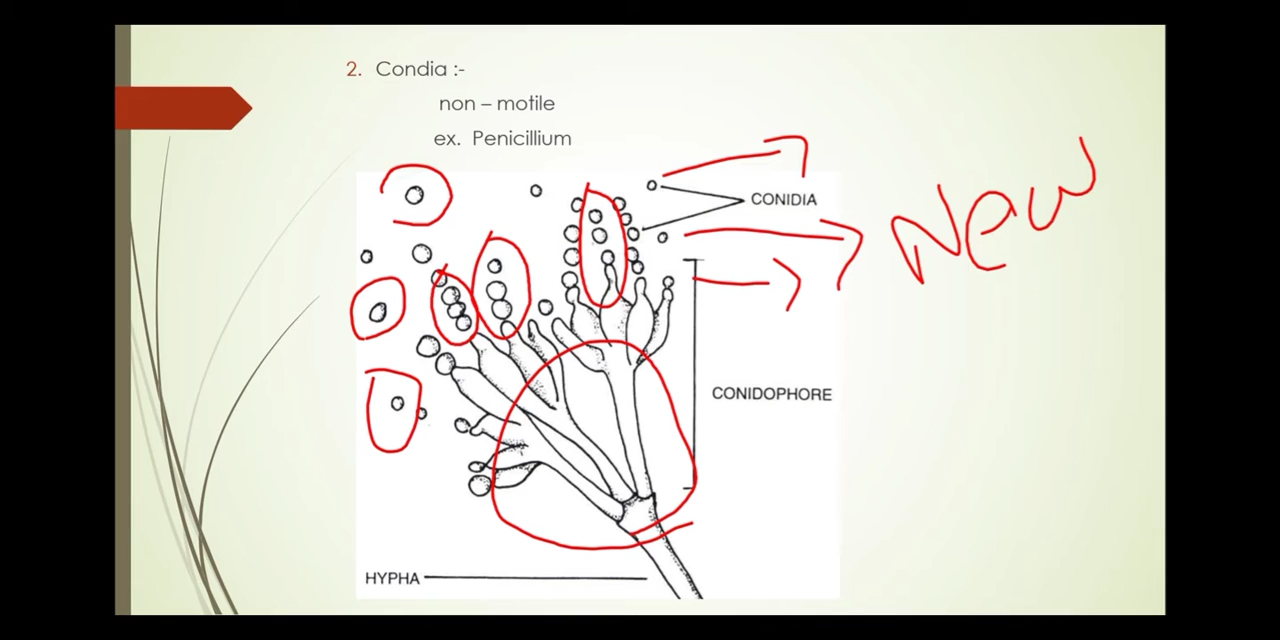 2. Condia :-
non – motile
ex. Penicillium
CONIDIA
New
CONIDOPHORE
HYPHA